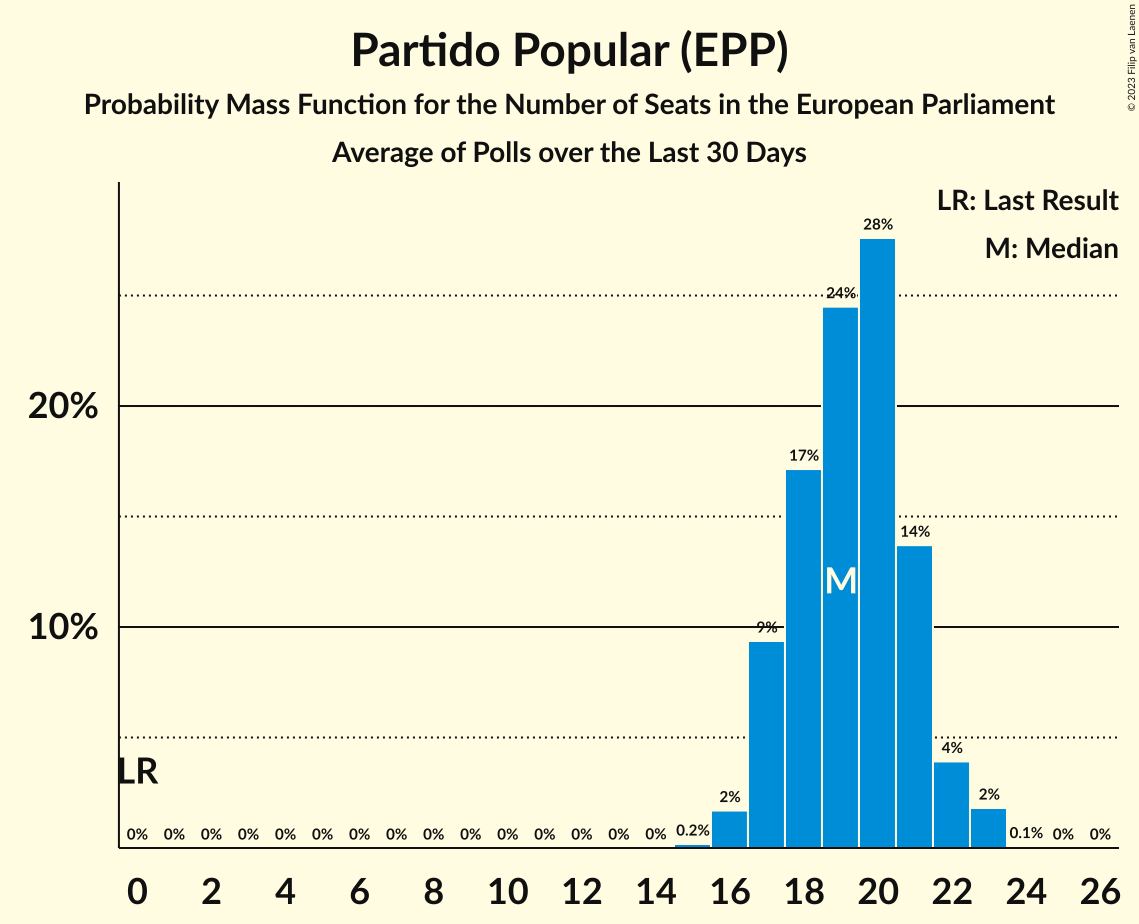 Partido Popular (EPP)
Probability Mass Function for the Number of Seats in the European Parliament
Average of Polls over the Last 30 Days
© 2023 Filip van Laenen
LR: Last Result
M: Median
20%
10%
LR
M
0% 0% 0% 0% 0% 0% 0% 0% 0% 0% 0% 0% 0% 0% 0% 0.2% 2% 9% 17% 24% 28% 14% 4% 2% 0.1% 0% 0%
0 2 4 6 8 10 12 14 16 18 20 22 24 26